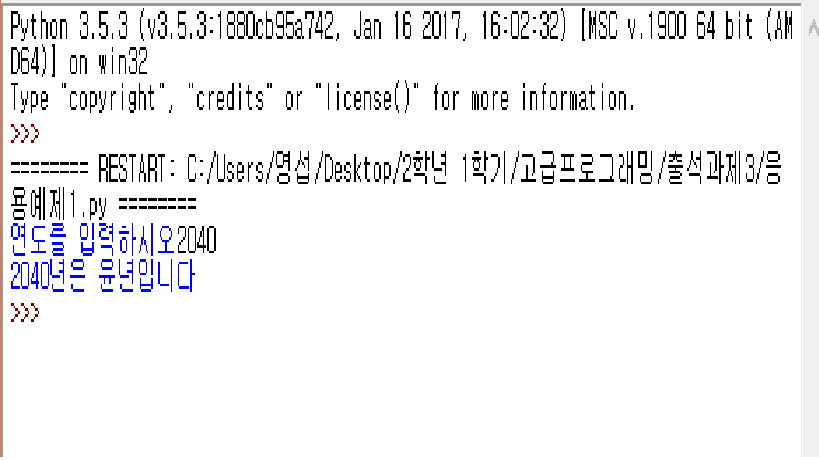 Python 3.5.3 (v3.5.3:1880cb95a742, Jan 16 2017, 16:02:32) [MSC v.1900 64 bit (AM
D64)] on win32
Type "copyright", "credits" or "license()" for more information.
>>>
======== RESTART: C:/Users/영섭/Desktop/2학년 1학기/고급프로그래밍/출석과제3/응
용예제1.py ========
연도를 입력하시오2040
2040년은 윤년입니다
>>>